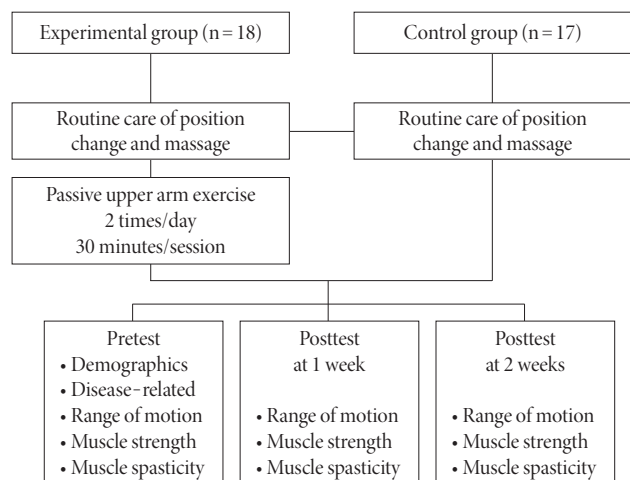 Experimental group (n = 18)
Control group (n = 17)
Routine care of position
change and massage
Routine care of position
change and massage
Passive upper arm exercise
2 times/day
30 minutes/session
Pretest
• Demographics
• Disease-related
• Range of motion
• Muscle strength
• Muscle spasticity
Posttest
at 1 week
• Range of motion
• Muscle strength
• Muscle spasticity
Posttest
at 2 weeks
• Range of motion
• Muscle strength
• Muscle spasticity